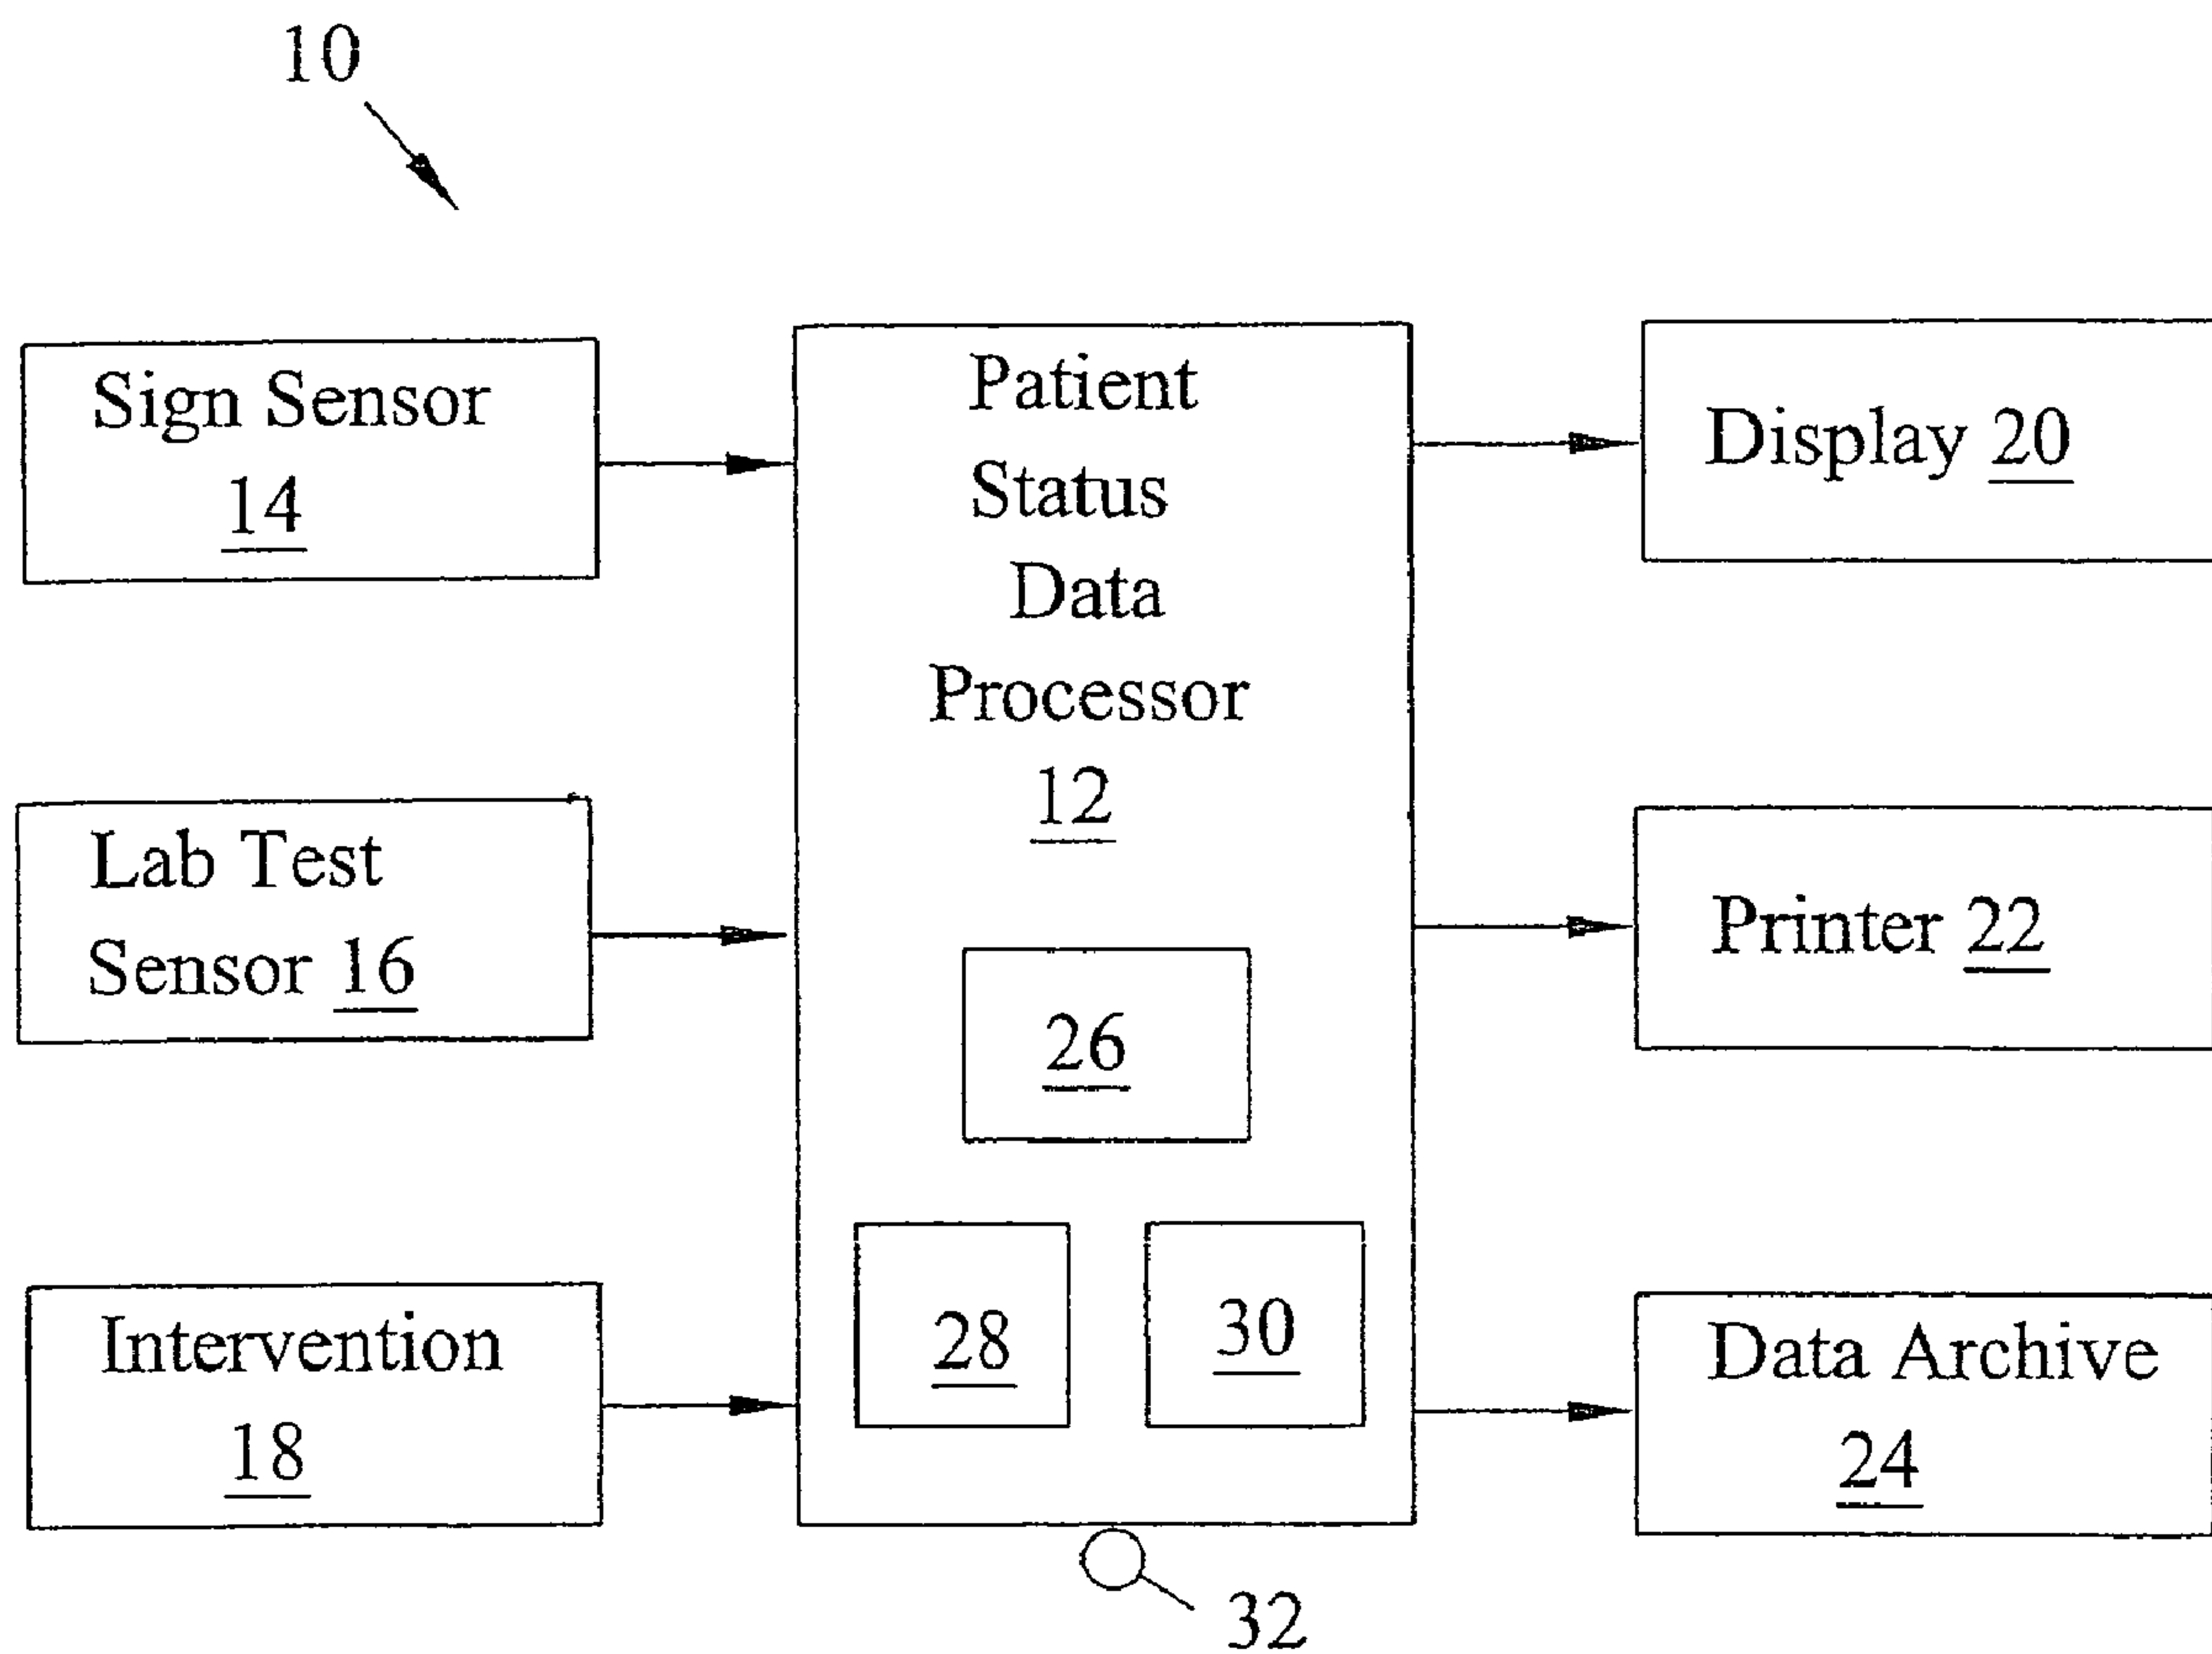 10
Sign Sensor
14
Lab Test
Sensor 16
Intervention
18
Patient
Status
Data
Processor
12
26
28
30
32
Display 20
Printer 22
Data Archive
24